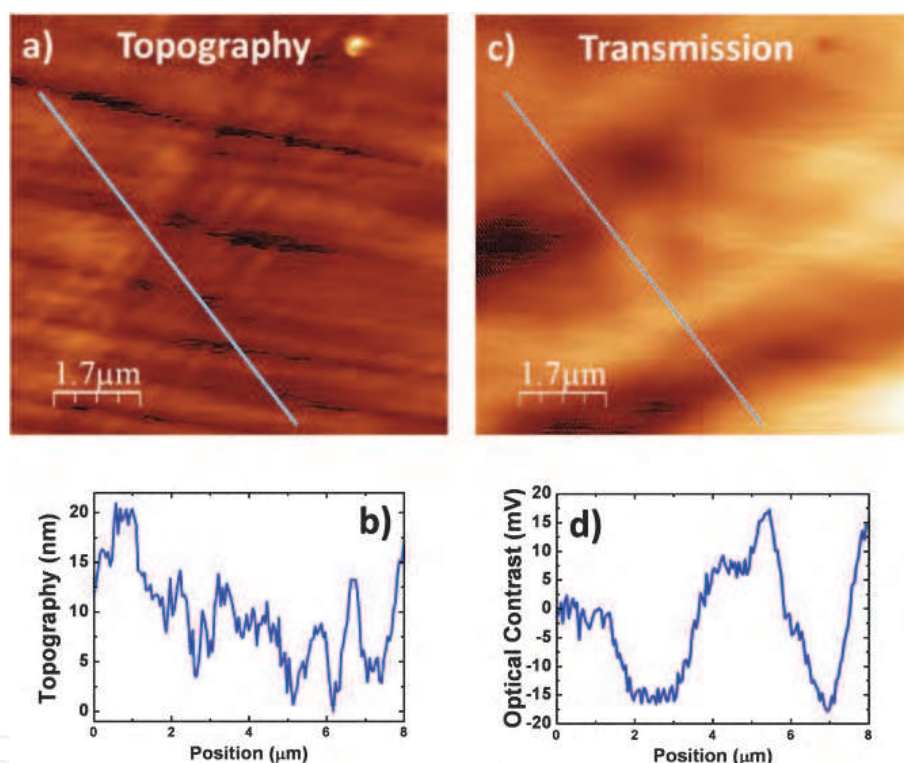 a) Topography
c) Transmission
1.7μm
1.7μm
b)
Topography (nm)
20
15
10
5
0
0 2 4 6 8
Position (μm)
d)
Optical Contrast (mV)
20
15
10
5
0
-5
-10
-15
-20
0 2 4 6 8
Position (μm)